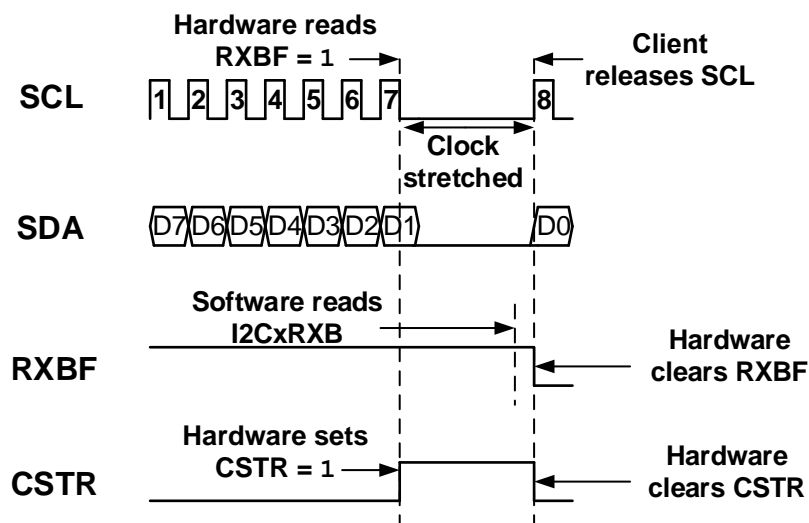 Hardware reads
RXBF = 1
Client
releases SCL
SCL
1 2 3 4 5 6 7 8
Clock
stretched
SDA
D7 D6 D5 D4 D3 D2 D1 D0
Software reads
I2CxRXB
RXBF
Hardware
clears RXBF
Hardware sets
CSTR = 1
CSTR
Hardware
clears CSTR